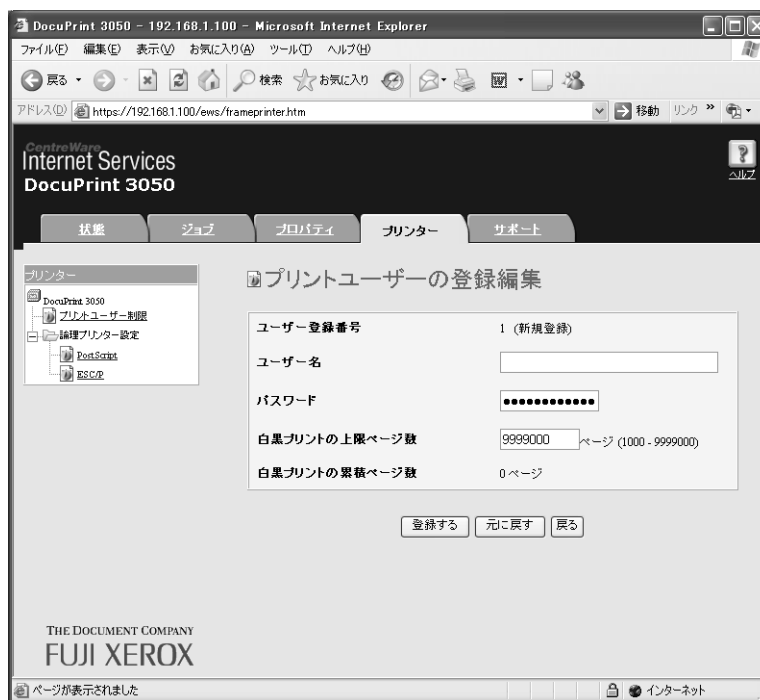 DocuPrint 3050 - 192.168.1.100 - Microsoft Internet Explorer
ファイル(F) 編集(E) 表示(V) お気に入り(A) ツール(T) ヘルプ(H)
戻る 検索 お気に入り
アドレス(D) https://192.168.1.100/ews/frameprinter.htm 移動 リンク »
CentreWare
Internet Services
DocuPrint 3050
ヘルプ
状態 ジョブ プロパティ プリンター サポート
プリンター
DocuPrint 3050
プリントユーザー制限
論理プリンター設定
PostScript
ESC/P
プリントユーザーの登録編集
ユーザー登録番号 1 (新規登録)
ユーザー名
パスワード ●●●●●●●●●●●●
白黒プリントの上限ページ数 9999000 ページ (1000 - 9999000)
白黒プリントの累積ページ数 0 ページ
登録する 元に戻す 戻る
THE DOCUMENT COMPANY
FUJI XEROX
ページが表示されました インターネット